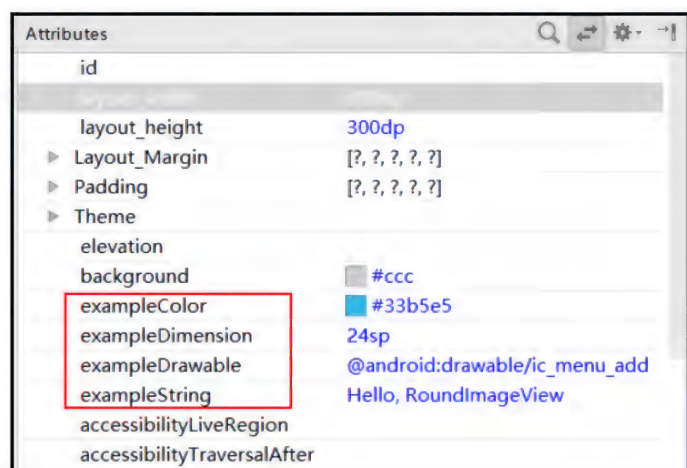 Attributes
id
layout_height 300dp
Layout_Margin [?, ?, ?, ?, ?]
Padding [?, ?, ?, ?, ?]
Theme
elevation
background #ccc
exampleColor #33b5e5
exampleDimension 24sp
exampleDrawable @android:drawable/ic_menu_add
exampleString Hello, RoundImageView
accessibilityLiveRegion
accessibilityTraversalAfter